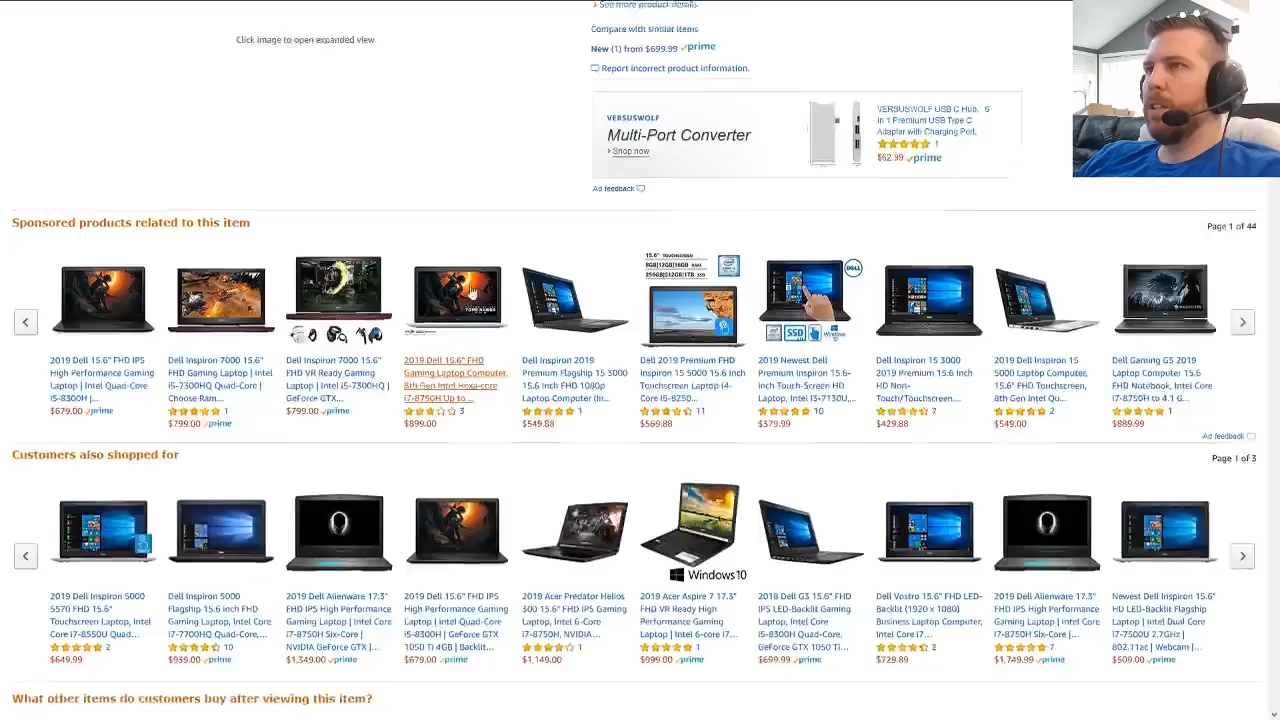 › See more product details
Compare with similar items
New (1) from $699.99 ✓prime
Report incorrect product information.
Click image to open expanded view
VERSUSWOLF
Multi-Port Converter
› Shop now
VERSUSWOLF USB C Hub, 6
in 1 Premium USB Type C
Adapter with Charging Port,
1
$62.99 ✓prime
Ad feedback
Sponsored products related to this item
Page 1 of 44
2019 Dell 15.6" FHD IPS
High Performance Gaming
Laptop | Intel Quad-Core
i5-8300H |...
$679.00 ✓prime
Dell Inspiron 7000 15.6"
FHD Gaming Laptop | Intel
i5-7300HQ Quad-Core |
Choose Ram...
1
$799.00 ✓prime
Dell Inspiron 7000 15.6"
FHD VR Ready Gaming
Laptop | Intel i5-7300HQ |
GeForce GTX...
$799.00 ✓prime
2019 Dell 15.6" FHD
Gaming Laptop Computer,
8th Gen Intel Hexa-core
i7-8750H Up to...
3
$899.00
Dell Inspiron 2019
Premium Flagship 15 3000
15.6 inch FHD 1080p
Laptop Computer (In...
1
$549.88
15.6" TOUCHSCREEN
8GB|12GB|16GB RAM
256GB|512GB|1TB SSD
Dell 2019 Premium FHD
Inspiron 15 5000 15.6 Inch
Touchscreen Laptop (4-
Core i5-8250...
11
$569.88
DELL
SSD
Windows
2019 Newest Dell
Premium Inspiron 15.6-
inch Touch-Screen HD
Laptop, Intel i3-7130U,...
10
$379.99
Dell Inspiron 15 3000
2019 Premium 15.6 Inch
HD Non-
Touch/Touchscreen...
7
$429.88
2019 Dell Inspiron 15
5000 Laptop Computer,
15.6" FHD Touchscreen,
8th Gen Intel Qu...
2
$549.00
Dell Gaming G5 2019
Laptop Computer 15.6
FHD Notebook, Intel Core
i7-8750H to 4.1 G...
1
$889.99
Ad feedback
Customers also shopped for
Page 1 of 3
2019 Dell Inspiron 5000
5570 FHD 15.6"
Touchscreen Laptop, Intel
Core i7-8550U Quad...
2
$649.99
Dell Inspiron 5000
Flagship 15.6 inch FHD
Gaming Laptop, Intel Core
i7-7700HQ Quad-Core,...
10
$939.00 ✓prime
2019 Dell Alienware 17.3"
FHD IPS High Performance
Gaming Laptop | Intel Core
i7-8750H Six-Core |
NVIDIA GeForce GTX |...
$1,349.00 ✓prime
2019 Dell 15.6" FHD IPS
High Performance Gaming
Laptop | Intel Quad-Core
i5-8300H | GeForce GTX
1050 Ti 4GB | Backlit...
$679.00 ✓prime
2019 Acer Predator Helios
300 15.6" FHD IPS Gaming
Laptop, Intel 6-Core
i7-8750H, NVIDIA...
1
$1,149.00
Windows10
2019 Acer Aspire 7 17.3"
FHD VR Ready High
Performance Gaming
Laptop | Intel 6-core i7...
1
$999.00 ✓prime
2018 Dell G3 15.6" FHD
IPS LED-Backlit Gaming
Laptop, Intel Core
i5-8300H Quad-Core,
GeForce GTX 1050 Ti...
$699.99 ✓prime
Dell Vostro 15.6" FHD LED-
Backlit (1920 x 1080)
Business Laptop Computer,
Intel Core i7...
2
$729.89
2019 Dell Alienware 17.3"
FHD IPS High Performance
Gaming Laptop | Intel Core
i7-8750H Six-Core |...
7
$1,749.99 ✓prime
Newest Dell Inspiron 15.6"
HD LED-Backlit Flagship
Laptop | Intel Dual Core
i7-7500U 2.7GHz |
802.11ac | Webcam |...
$509.00 ✓prime
What other items do customers buy after viewing this item?